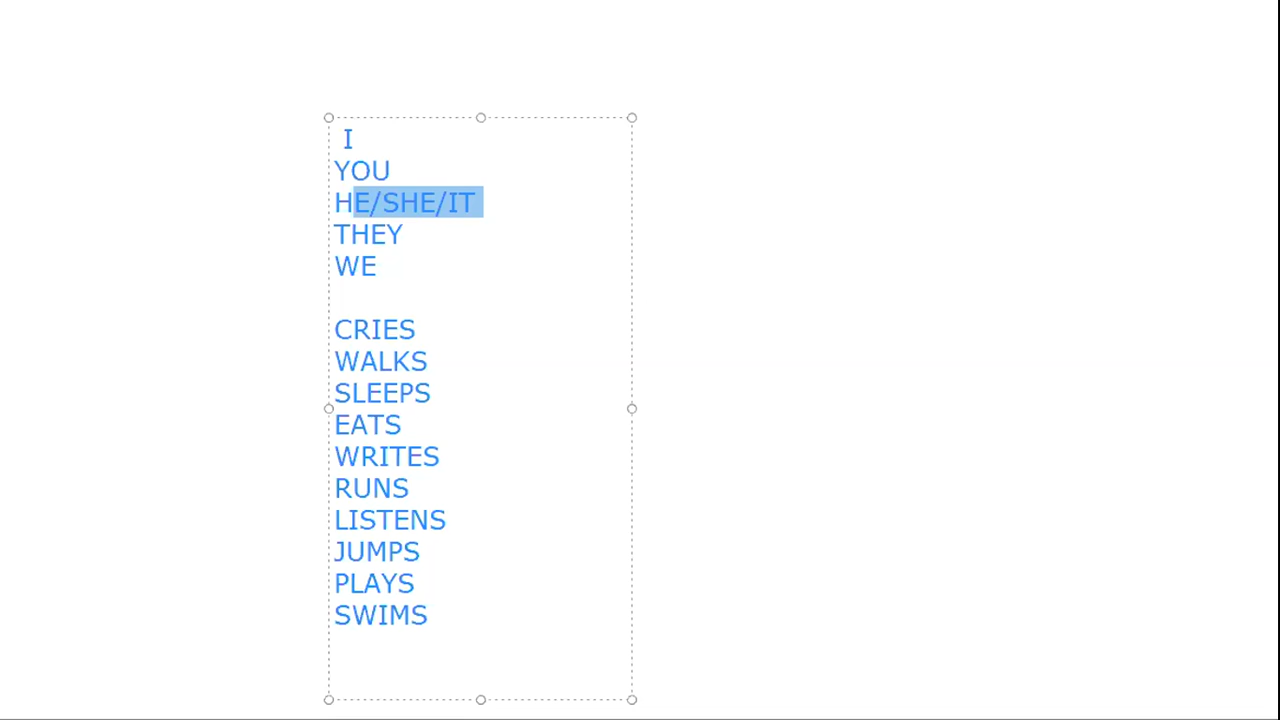 I
YOU
HE/SHE/IT
THEY
WE
CRIES
WALKS
SLEEPS
EATS
WRITES
RUNS
LISTENS
JUMPS
PLAYS
SWIMS